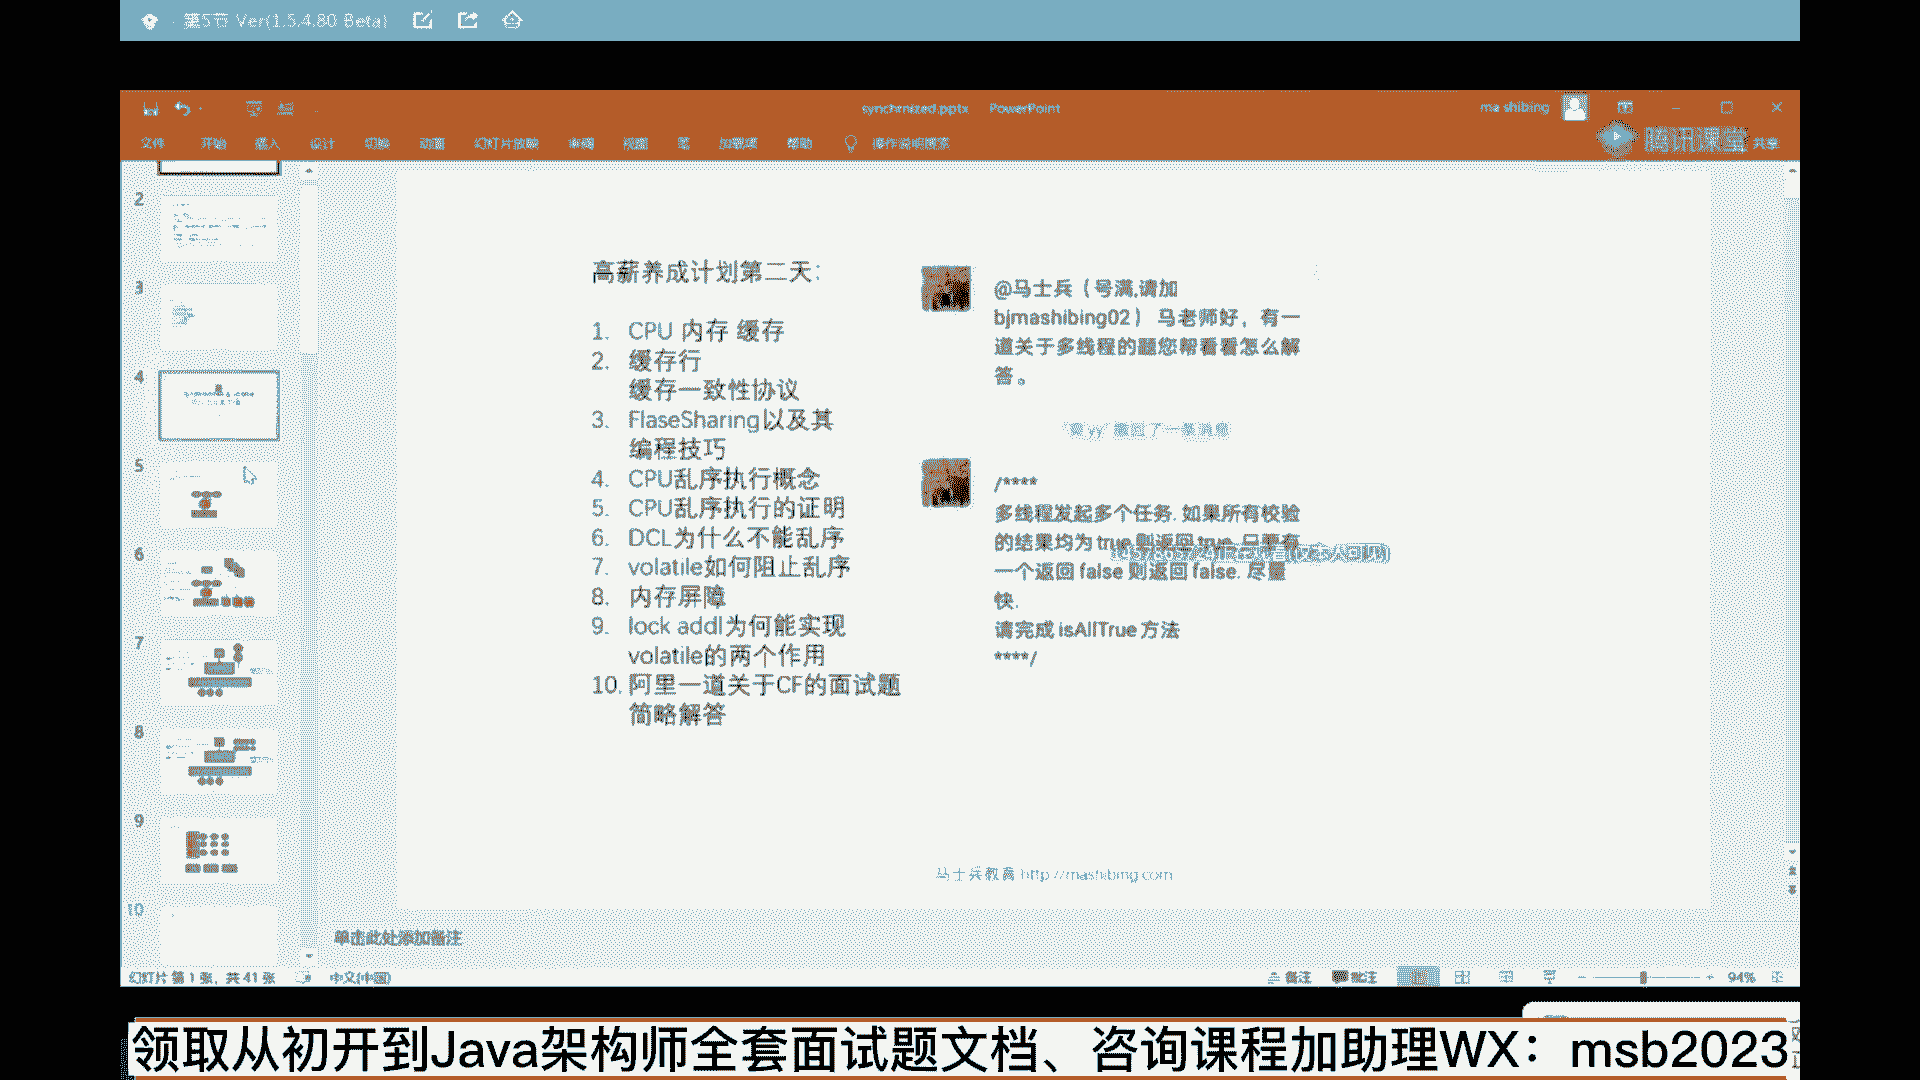 第5节 Ver(1.5.4.80 Beta)
synchrnized.pptx PowerPoint
ma shibing
文件 开始 插入 设计 切换 动画 幻灯片放映 审阅 视图 笔 加载项 帮助 操作说明搜索
腾讯课堂 共享
2
3
4
5
6
7
8
9
10
高薪养成计划第二天：
1. CPU 内存 缓存
2. 缓存行
缓存一致性协议
3. FlaseSharing以及其
编程技巧
4. CPU乱序执行概念
5. CPU乱序执行的证明
6. DCL为什么不能乱序
7. volatile如何阻止乱序
8. 内存屏障
9. lock addl为何能实现
volatile的两个作用
10. 阿里一道关于CF的面试题
简略解答
@马士兵（号满,请加
bjmashibing02） 马老师好，有一
道关于多线程的题您帮看看怎么解
答。
yy" 撤回了一条消息
/****
多线程发起多个任务. 如果所有校验
的结果均为 true 则返回 true. 只要有
一个返回 false 则返回 false. 尽量
快.
请完成 isAllTrue 方法
****/
马士兵教育 http://mashibing.com
单击此处添加备注
幻灯片 第 1 张，共 41 张 中文(中国)
备注 批注 94%
领取从初开到Java架构师全套面试题文档、咨询课程加助理WX：msb2023